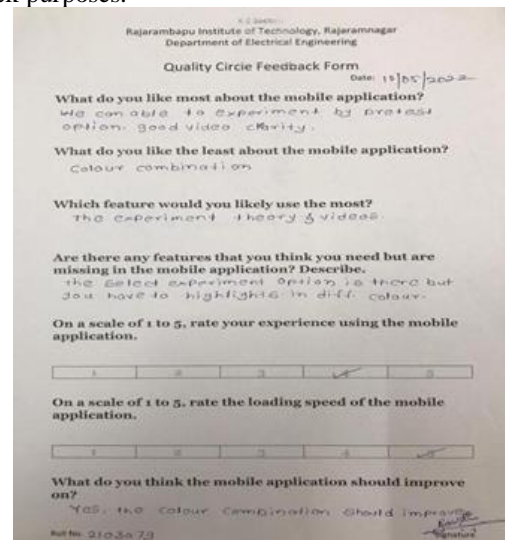 purposes.
Rajarambapu Institute of Technology, Rajaramnagar
Department of Electrical Engineering
Quality Circle Feedback Form
Date: 10/05/2022
What do you like most about the mobile application?
We can able to experiment by pretest
option. good video clarity.
What do you like the least about the mobile application?
Colour combination
Which feature would you likely use the most?
The experiment theory & videos.
Are there any features that you think you need but are
missing in the mobile application? Describe.
The select experiment option is there but
you have to highlights in diff. colour.
On a scale of 1 to 5, rate your experience using the mobile
application.
1 2 3 4 5
On a scale of 1 to 5, rate the loading speed of the mobile
application.
1 2 3 4 5
What do you think the mobile application should improve
on?
Yes. the colour combination should improve
Roll No. 2103079
Signature